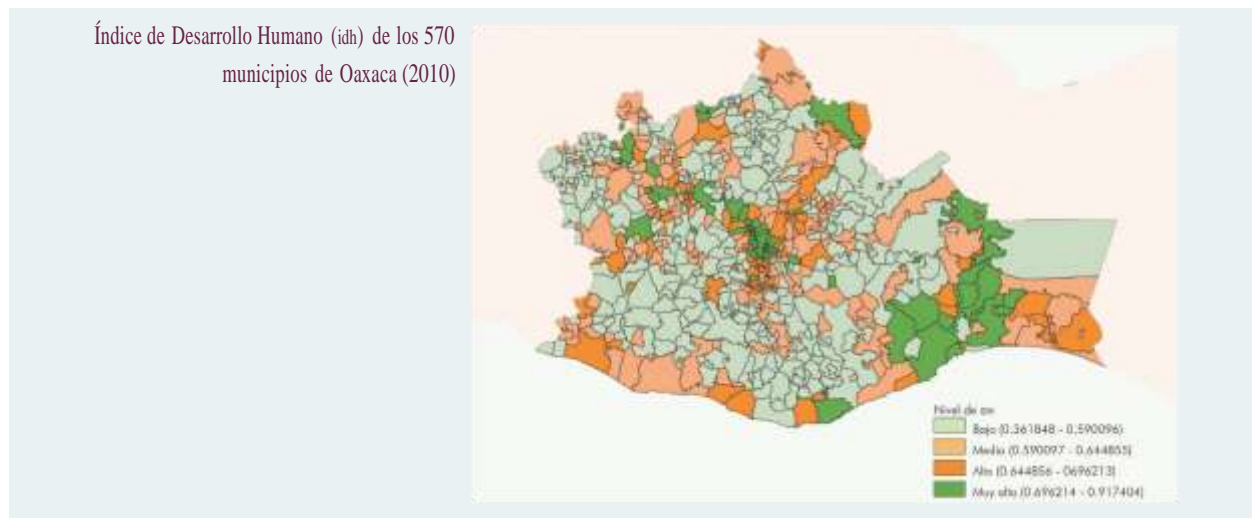 Índice de Desarrollo Humano (idh) de los 570
municipios de Oaxaca (2010)
Nivel de
Bajo (0.361848 - 0.590096)
Medio (0.590097 - 0.644855)
Alto (0.644856 - 0696213)
Muy alto (0.696214 - 0.917404)